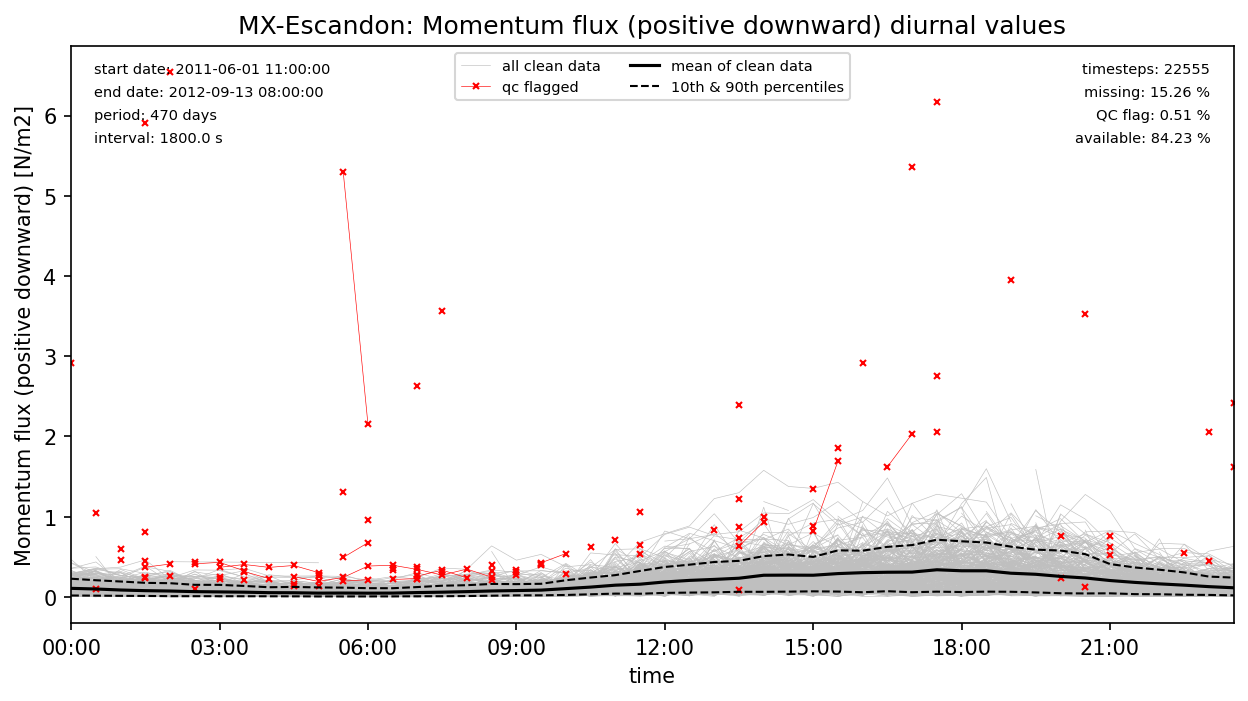 MX-Escandon: Momentum flux (positive downward) diurnal values
start date: 2011-06-01 11:00:00
end date: 2012-09-13 08:00:00
period: 470 days
interval: 1800.0 s
all clean data
qc flagged
mean of clean data
10th & 90th percentiles
timesteps: 22555
missing: 15.26 %
QC flag: 0.51 %
available: 84.23 %
Momentum flux (positive downward) [N/m2]
6
5
4
3
2
1
0
00:00 03:00 06:00 09:00 12:00 15:00 18:00 21:00
time